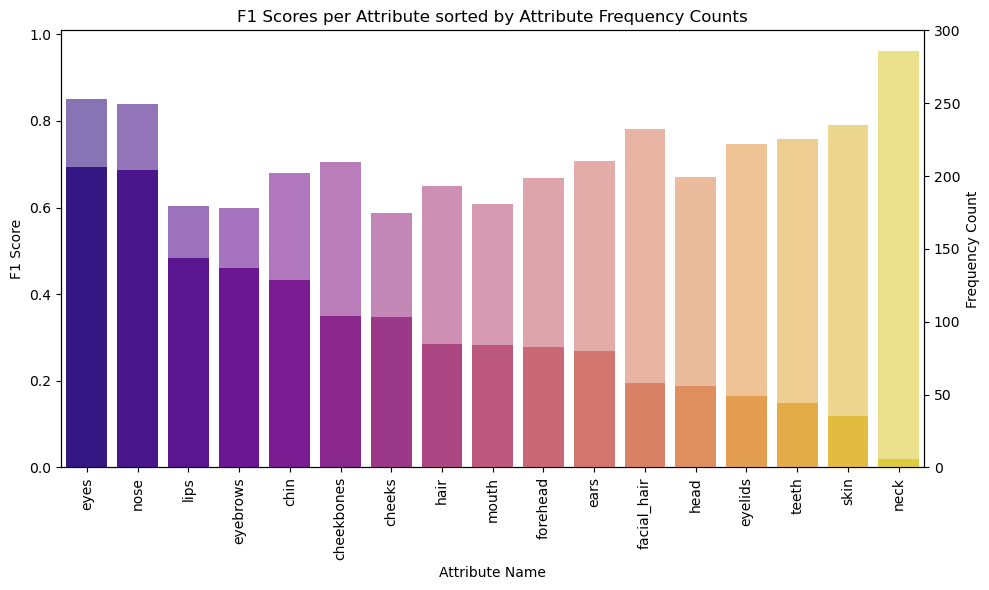 F1 Scores per Attribute sorted by Attribute Frequency Counts
1.0
0.8
0.6
0.4
0.2
0.0
F1 Score
300
250
200
150
100
50
0
Frequency Count
eyes
nose
lips
eyebrows
chin
cheekbones
cheeks
hair
mouth
forehead
ears
facial_hair
head
eyelids
teeth
skin
neck
Attribute Name